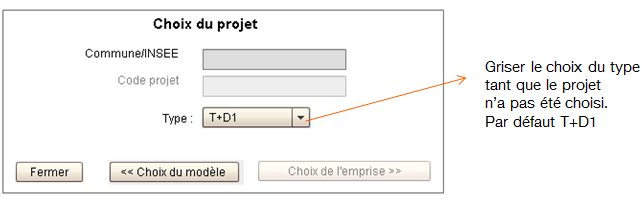 Choix du projet
Commune/INSEE
Code projet
Type : T+D1
Fermer << Choix du modèle Choix de l'emprise >>
Griser le choix du type
tant que le projet
n'a pas été choisi.
Par défaut T+D1